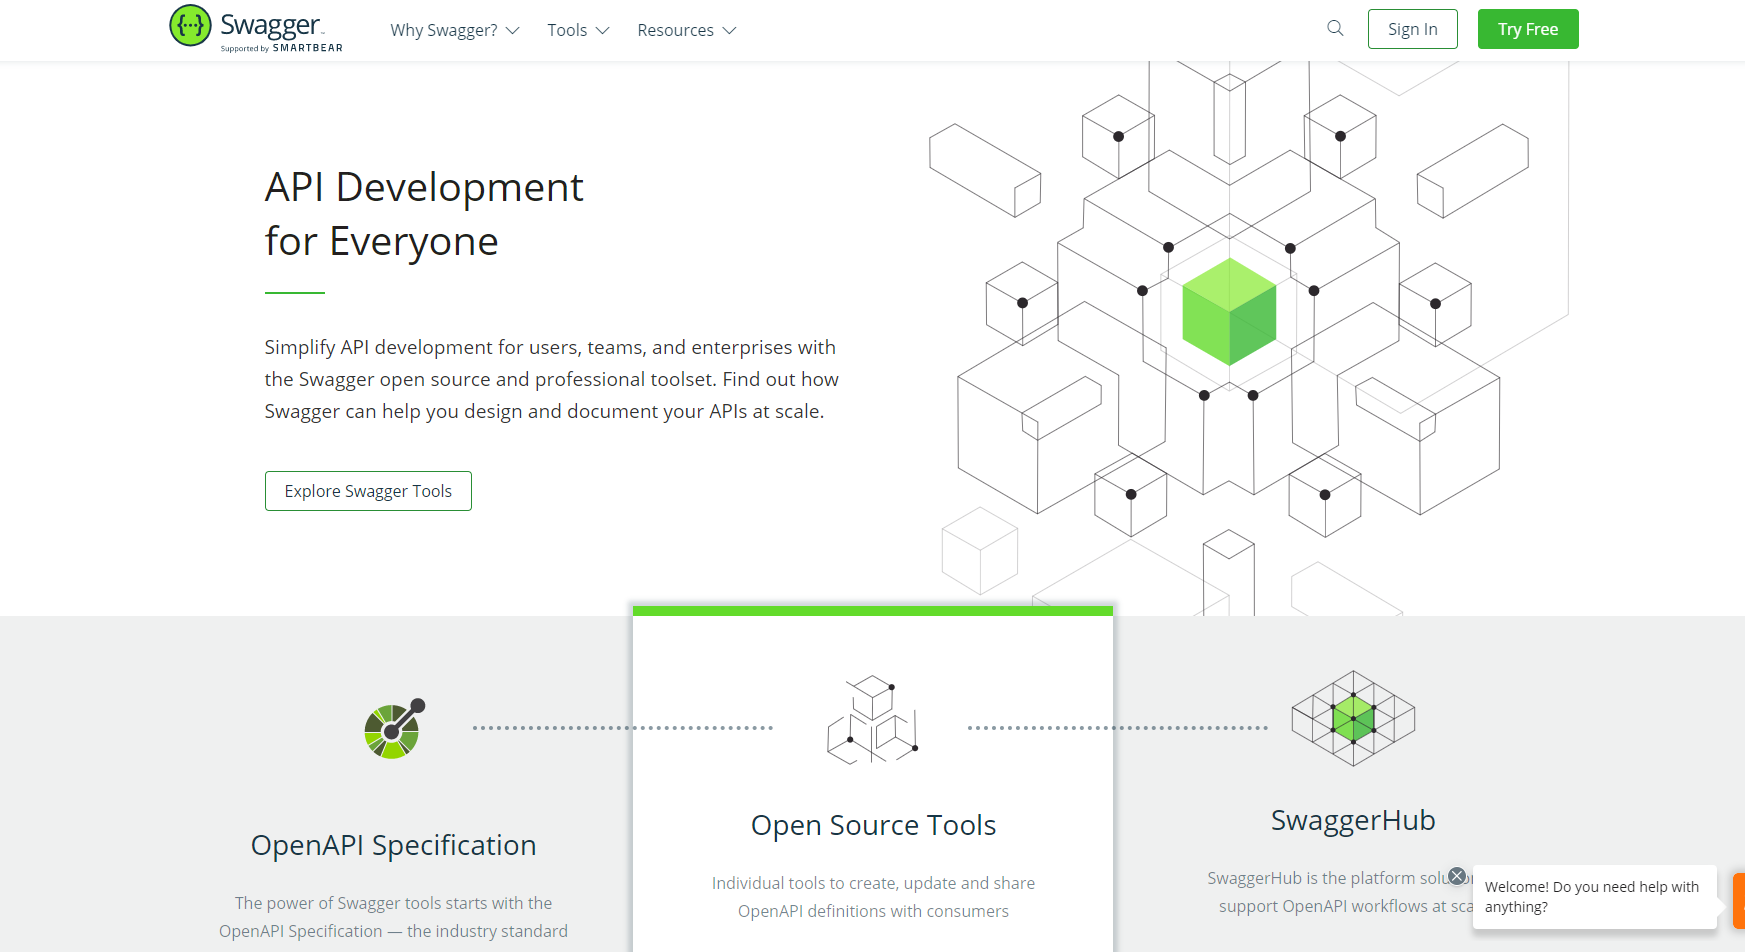 Swagger
Supported by SMARTBEAR
Why Swagger?
Tools
Resources
Sign In
Try Free
API Development
for Everyone
Simplify API development for users, teams, and enterprises with
the Swagger open source and professional toolset. Find out how
Swagger can help you design and document your APIs at scale.
Explore Swagger Tools
OpenAPI Specification
The power of Swagger tools starts with the
OpenAPI Specification — the industry standard
Open Source Tools
Individual tools to create, update and share
OpenAPI definitions with consumers
SwaggerHub
SwaggerHub is the platform
support OpenAPI workflows at
Welcome! Do you need help with
anything?